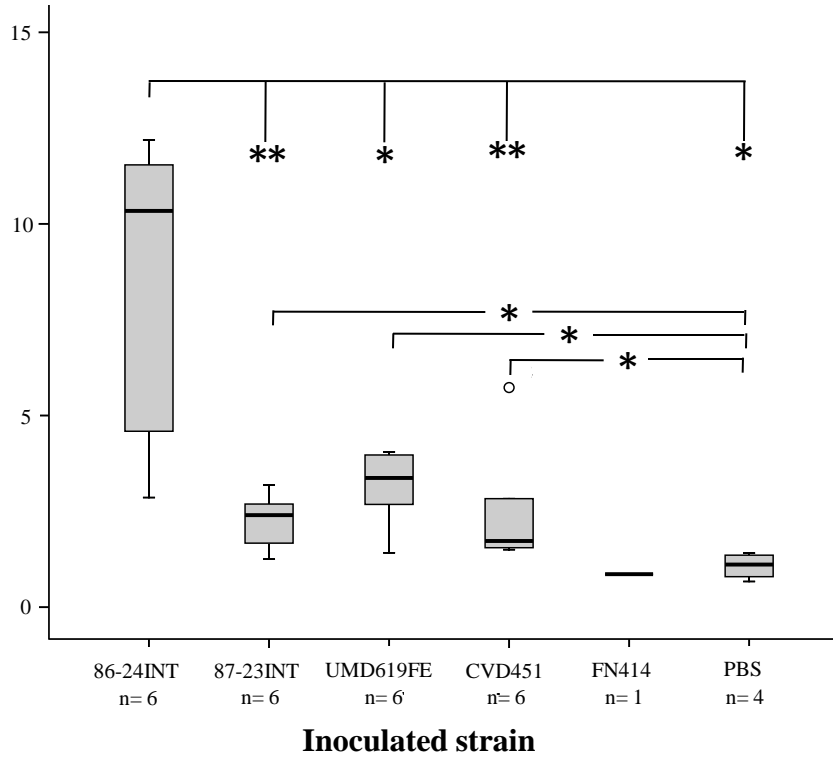 15
** * ** *
10
*
*
*
5
0
86-24INT 87-23INT UMD619FE CVD451 FN414 PBS
n= 6 n= 6 n= 6 n= 6 n= 1 n= 4
Inoculated strain